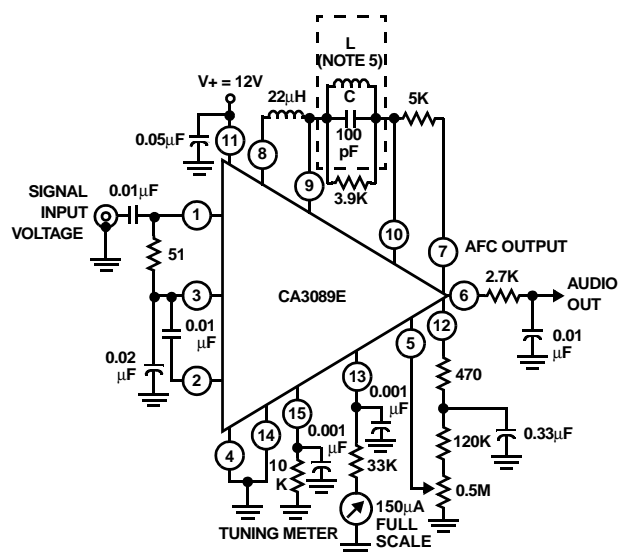 L
(NOTE 5)
V+ = 12V
22µH
C
5K
0.05µF
11
8
100
pF
9
3.9K
SIGNAL
INPUT
VOLTAGE
0.01µF
1
10
7
AFC OUTPUT
51
2.7K
AUDIO
OUT
3
CA3089E
6
12
0.01
µF
0.01
µF
5
0.02
µF
2
13
470
0.001
µF
15
0.001
µF
0.33µF
4
14
120K
10
K
33K
0.5M
150µA
FULL
SCALE
TUNING METER